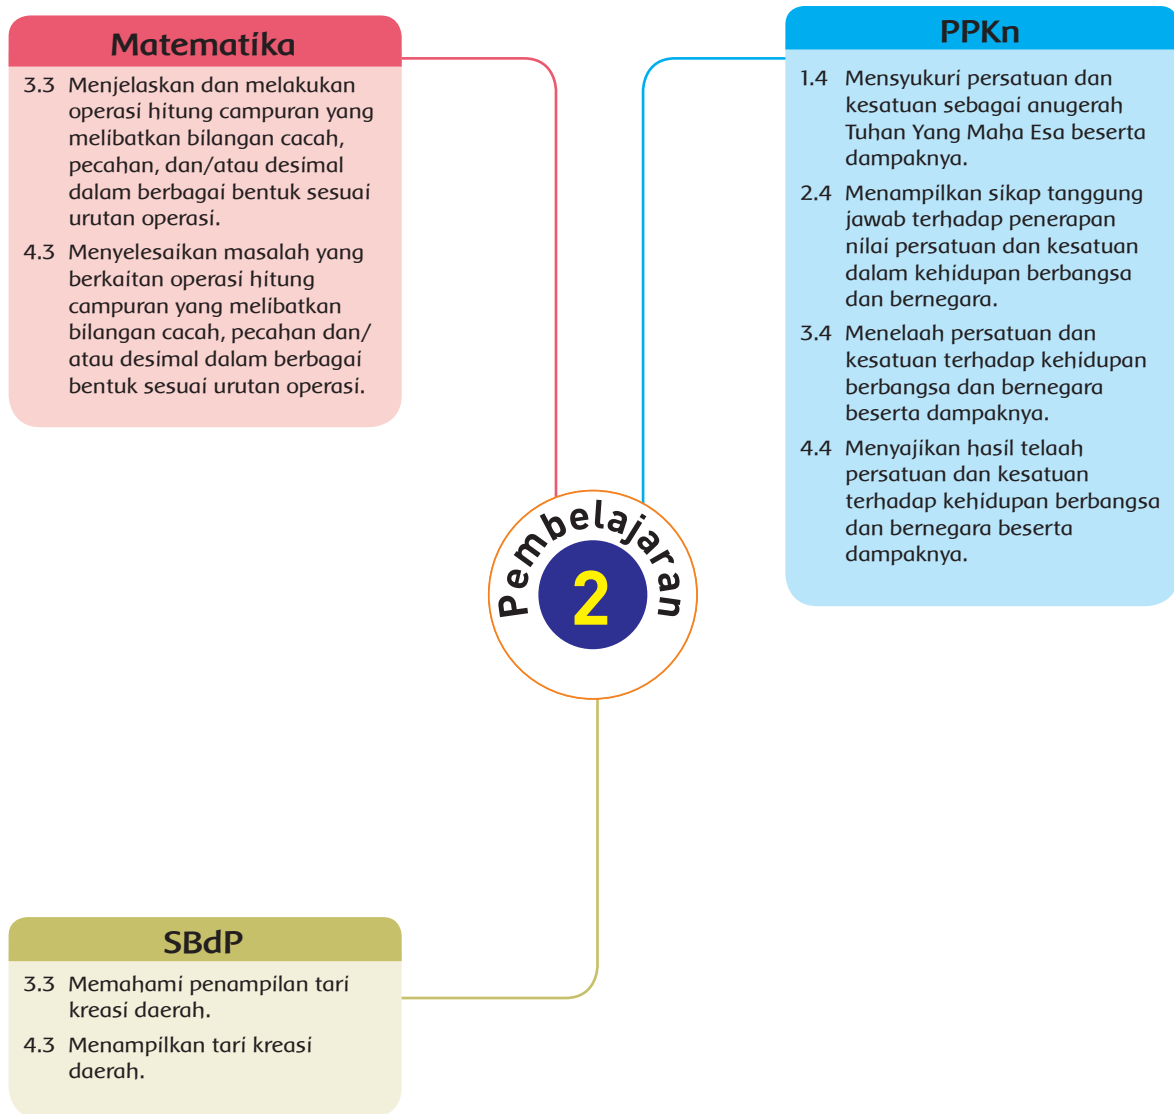 Matematika
3.3 Menjelaskan dan melakukan
operasi hitung campuran yang
melibatkan bilangan cacah,
pecahan, dan/atau desimal
dalam berbagai bentuk sesuai
urutan operasi.
4.3 Menyelesaikan masalah yang
berkaitan operasi hitung
campuran yang melibatkan
bilangan cacah, pecahan dan/
atau desimal dalam berbagai
bentuk sesuai urutan operasi.
PPKn
1.4 Mensyukuri persatuan dan
kesatuan sebagai anugerah
Tuhan Yang Maha Esa beserta
dampaknya.
2.4 Menampilkan sikap tanggung
jawab terhadap penerapan
nilai persatuan dan kesatuan
dalam kehidupan berbangsa
dan bernegara.
3.4 Menelaah persatuan dan
kesatuan terhadap kehidupan
berbangsa dan bernegara
beserta dampaknya.
4.4 Menyajikan hasil telaah
persatuan dan kesatuan
terhadap kehidupan berbangsa
dan bernegara beserta
dampaknya.
Pembelajaran
2
SBdP
3.3 Memahami penampilan tari
kreasi daerah.
4.3 Menampilkan tari kreasi
daerah.